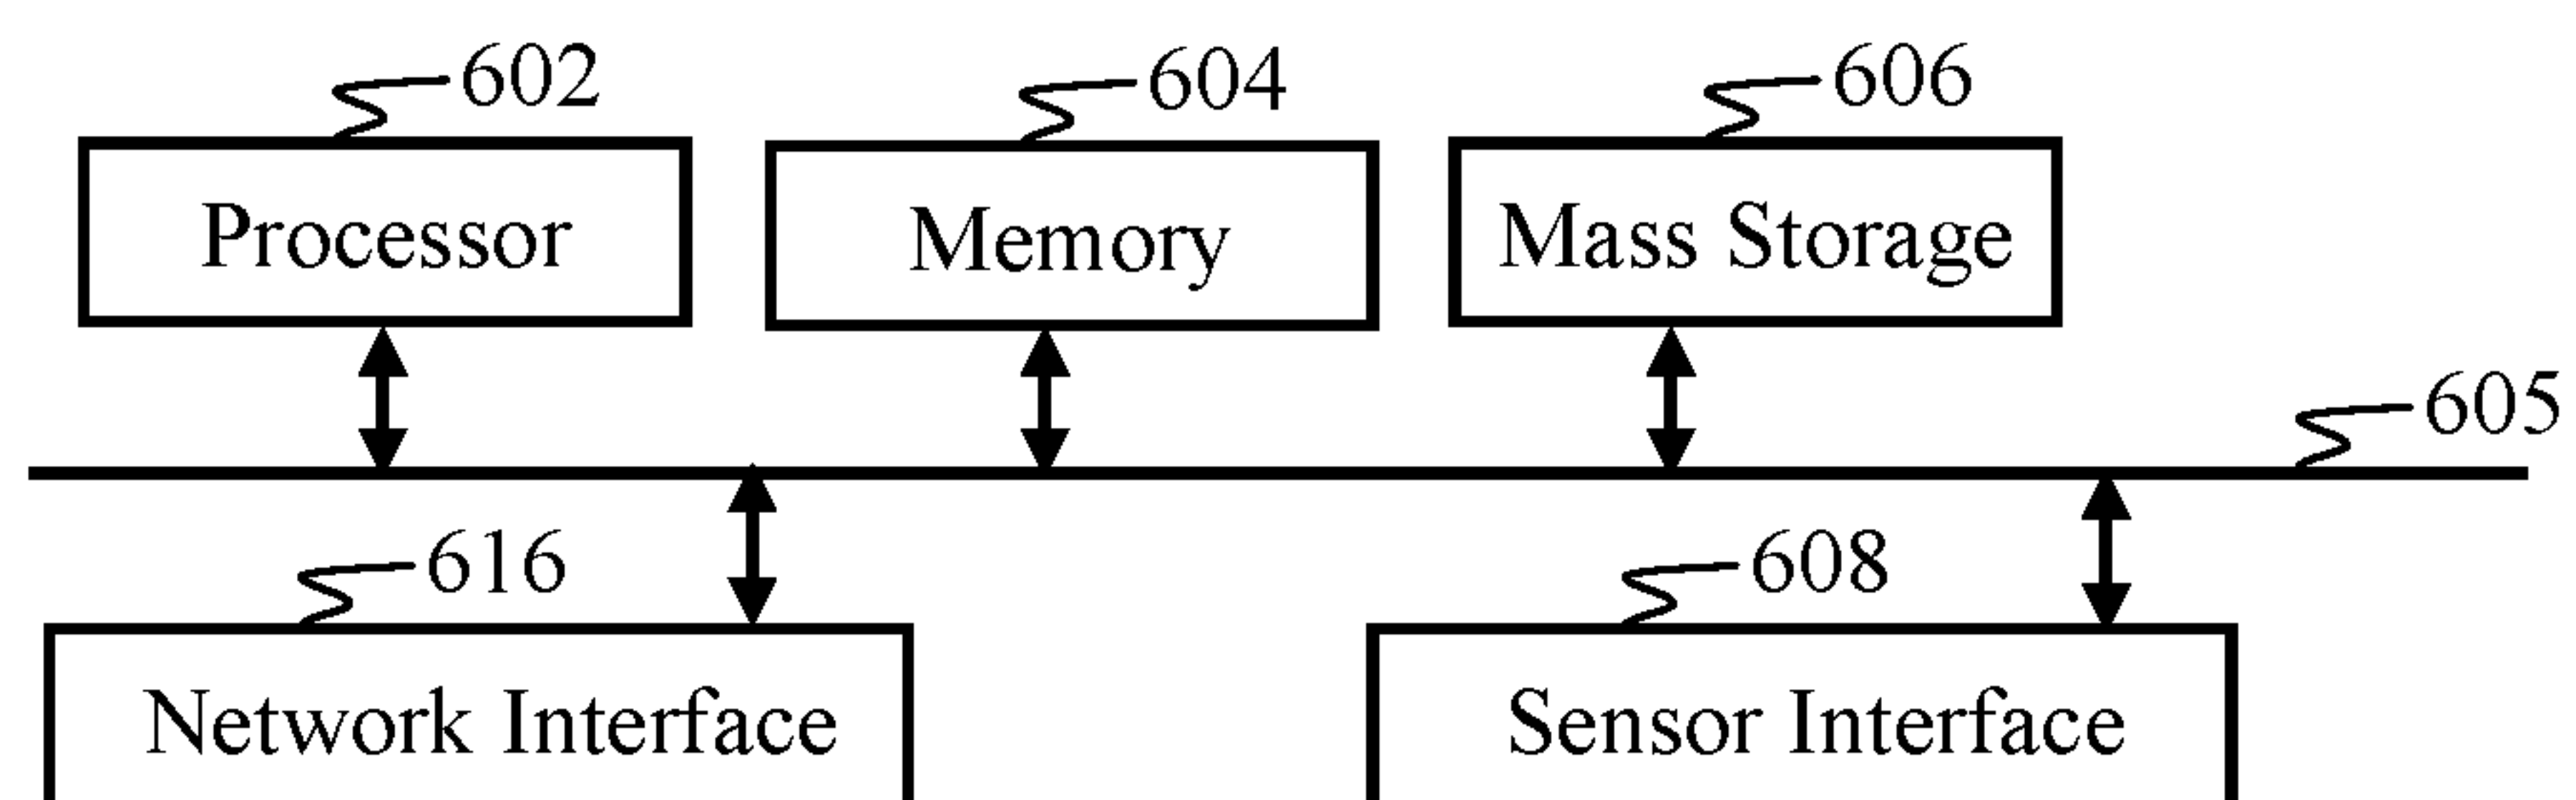 602 604 606
Processor Memory Mass Storage
605
616 608
Network Interface Sensor Interface